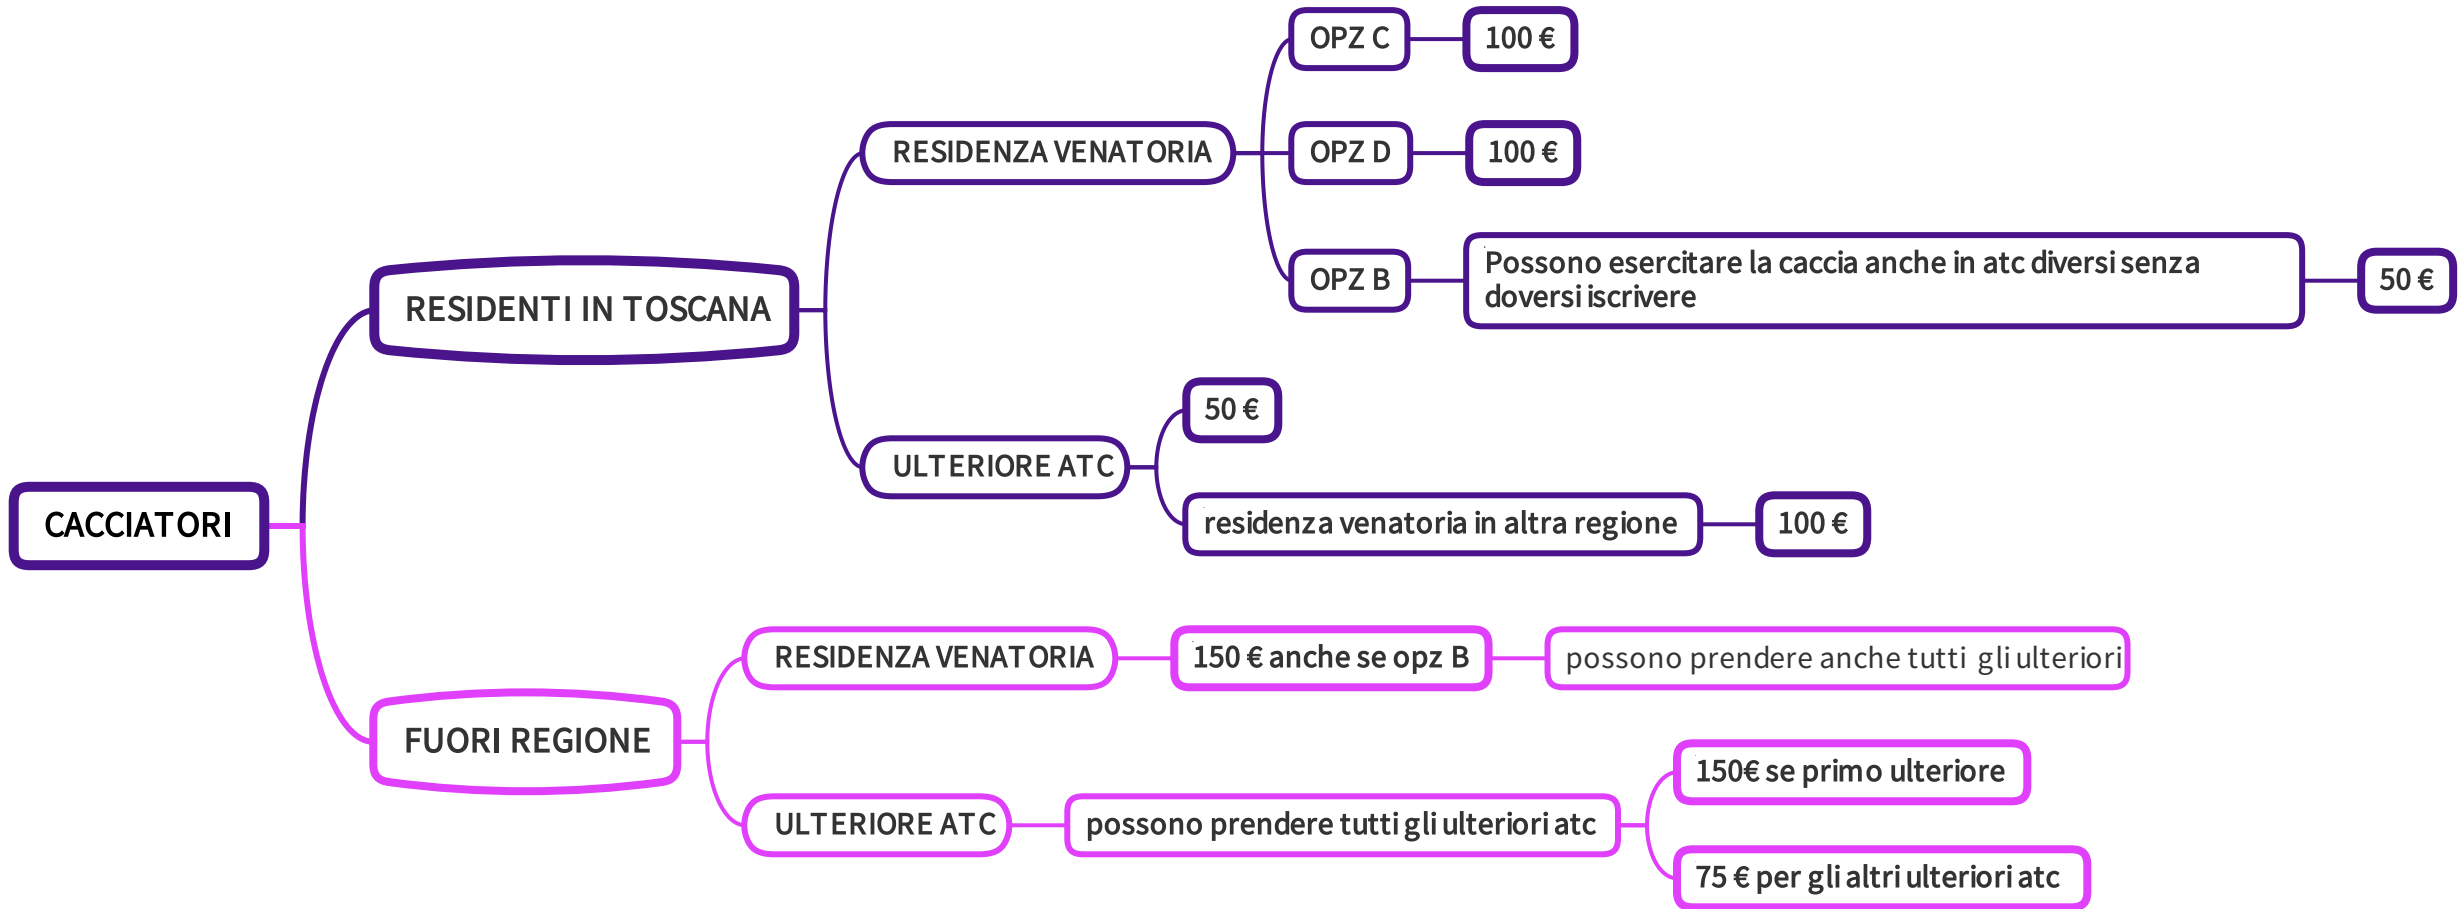 OPZ C
100 €
RESIDENZA VENATORIA
OPZ D
100 €
OPZ B
Possono esercitare la caccia anche in atc diversi senza
doversi iscrivere
50 €
RESIDENTI IN TOSCANA
50 €
ULTERIORE ATC
residenza venatoria in altra regione
100 €
CACCIATORI
RESIDENZA VENATORIA
150 € anche se opz B
possono prendere anche tutti gli ulteriori
FUORI REGIONE
150€ se primo ulteriore
ULTERIORE ATC
possono prendere tutti gli ulteriori atc
75 € per gli altri ulteriori atc